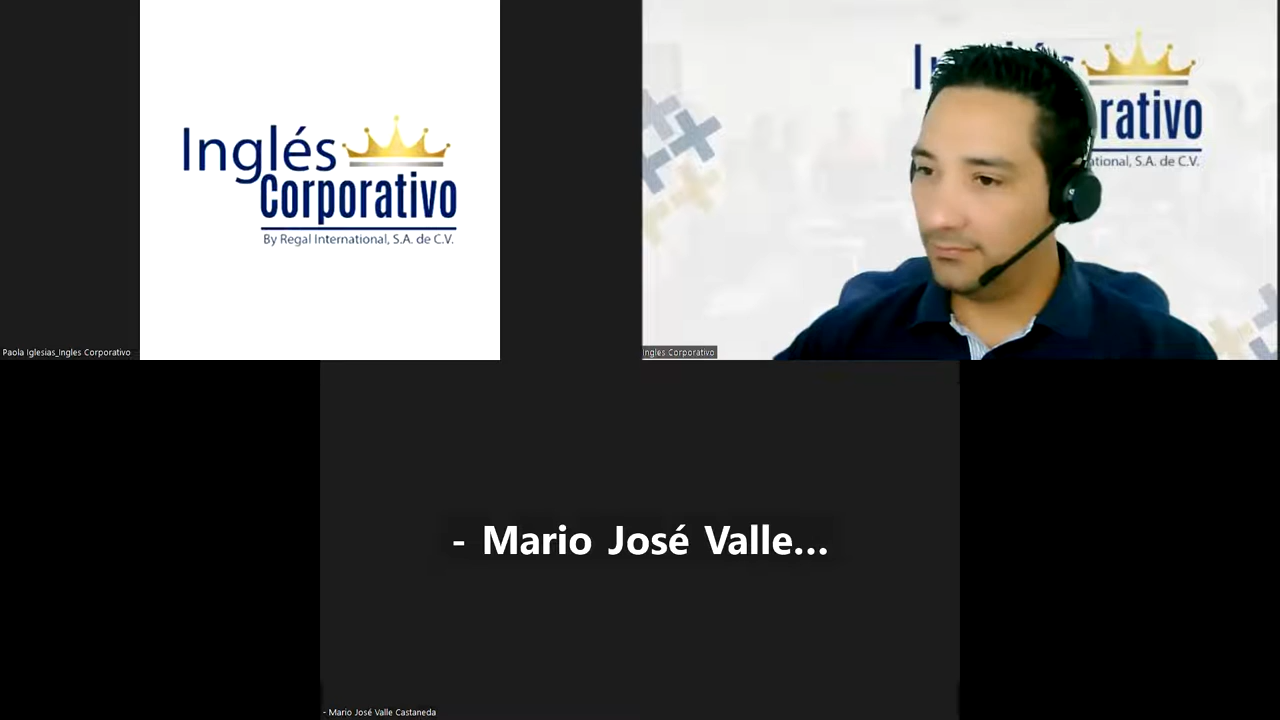 Inglés
Corporativo
By Regal International, S.A. de C.V.
Paola Iglesias_Ingles Corporativo
rativo
ational, S.A. de C.V.
Ingles Corporativo
- Mario José Valle...
- Mario José Valle Castaneda